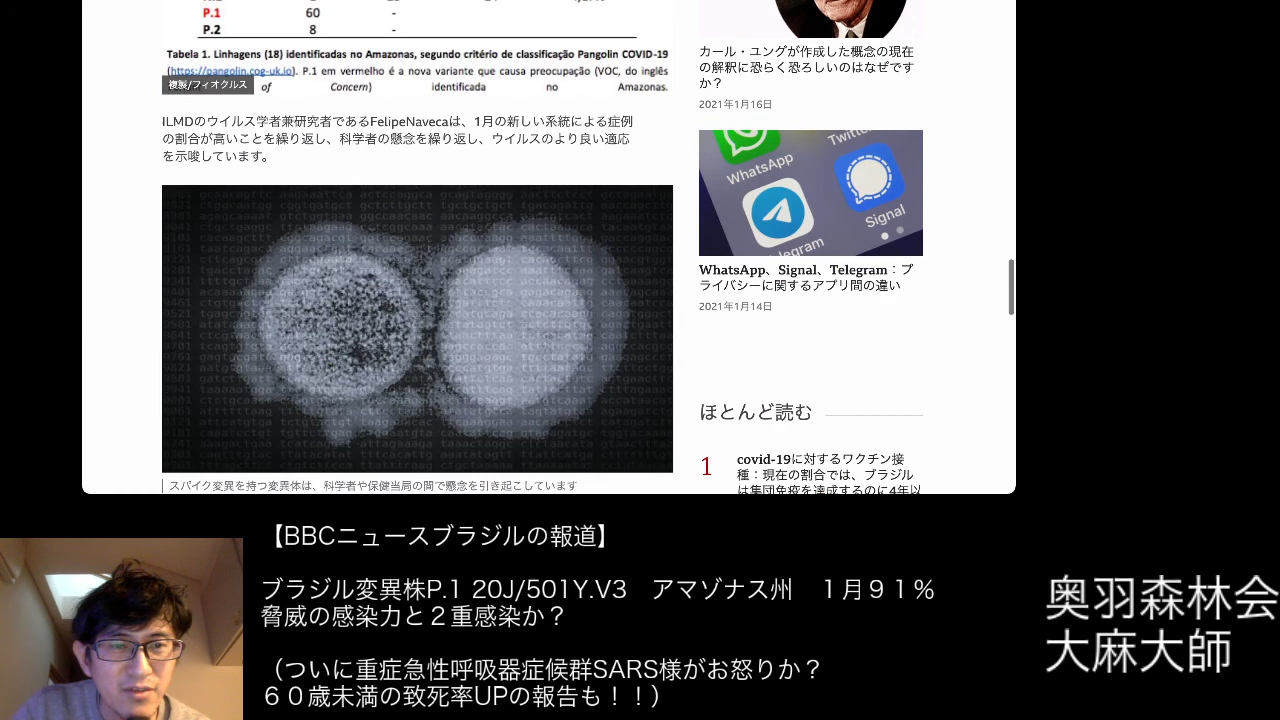 P.1 60 -
P.2 8 -
Tabela 1. Linhagens (18) identificadas no Amazonas, segundo critério de classificação Pangolin COVID-19
(https://pangolin.cog-uk.io). P.1 em vermelho é a nova variante que causa preocupação (VOC, do inglês
of Concern) identificada no Amazonas.
複製/フィオクルス
ILMDのウイルス学者兼研究者であるFelipeNavecaは、1月の新しい系統による症例
の割合が高いことを繰り返し、科学者の懸念を繰り返し、ウイルスのより良い適応
を示唆しています。
スパイク変異を持つ変異体は、科学者や保健当局の間で懸念を引き起こしています
カール・ユングが作成した概念の現在
の解釈に恐らく恐ろしいのはなぜです
か？
2021年1月16日
WhatsApp
Telegram
Signal
WhatsApp、Signal、Telegram：プ
ライバシーに関するアプリ間の違い
2021年1月14日
ほとんど読む
1
covid-19に対するワクチン接
種：現在の割合では、ブラジル
は集団免疫を達成するのに4年以
【BBCニュースブラジルの報道】
ブラジル変異株P.1 20J/501Y.V3　アマゾナス州　１月９１％
脅威の感染力と２重感染か？
（ついに重症急性呼吸器症候群SARS様がお怒りか？
６０歳未満の致死率UPの報告も！！）
奥羽森林会
大麻大師